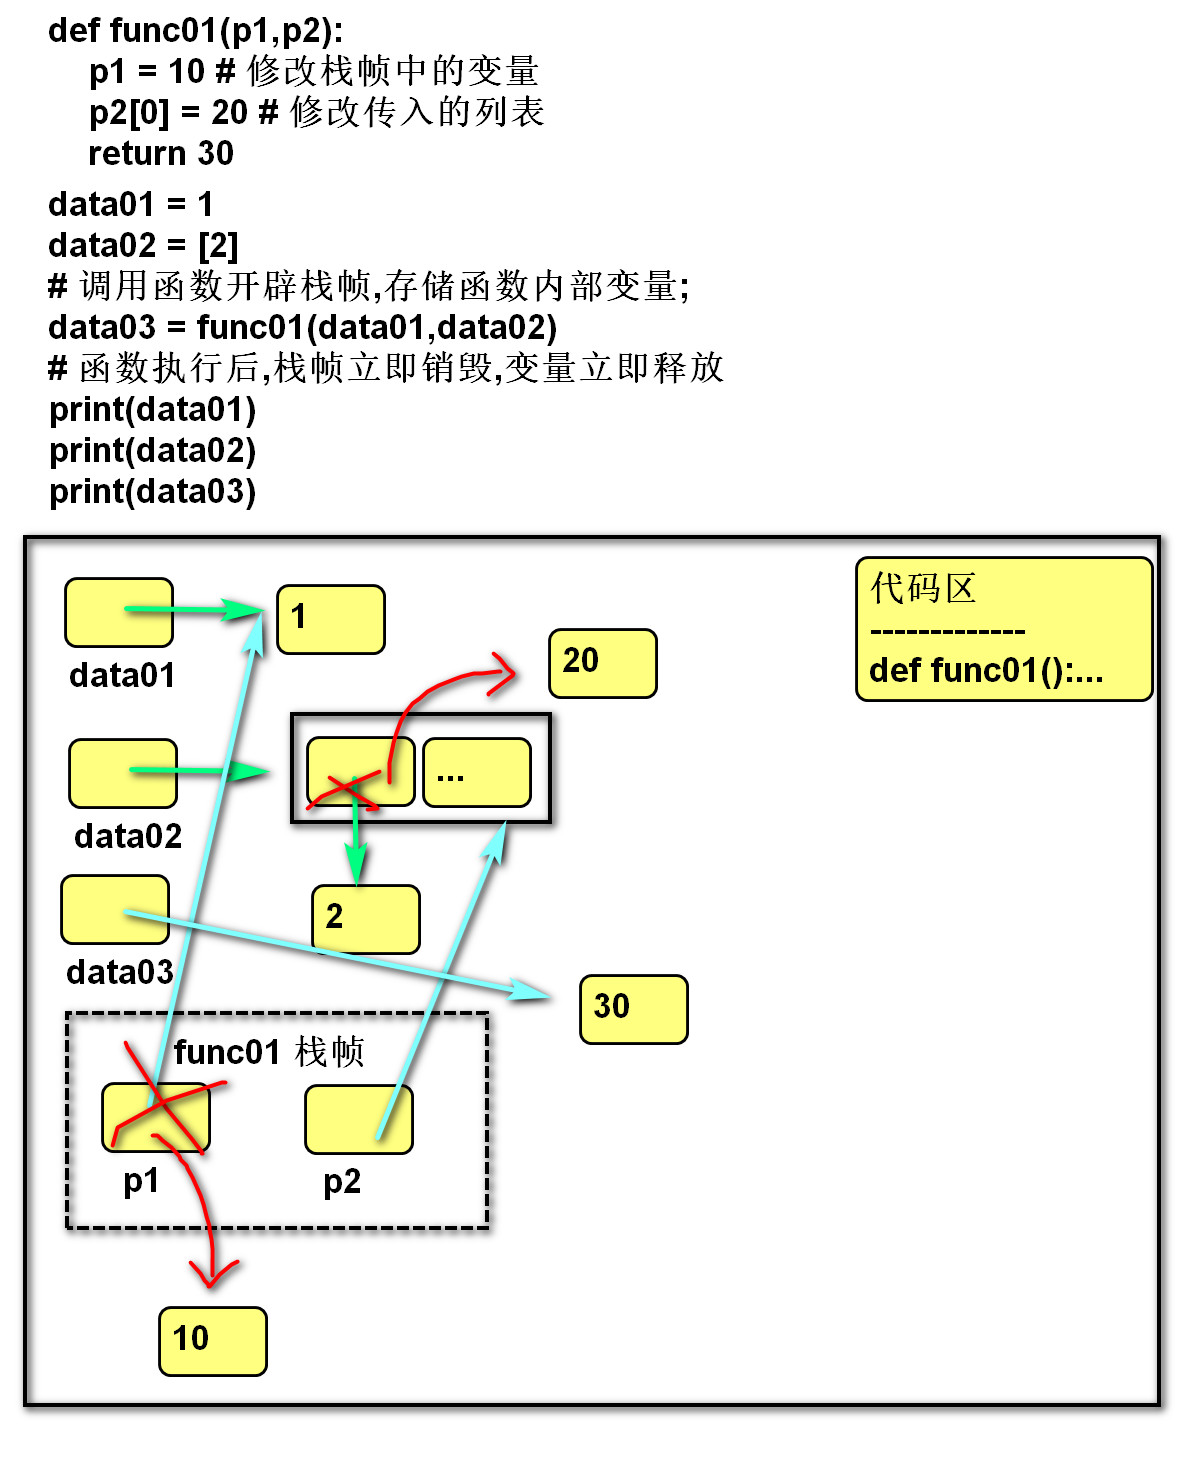 def func01(p1,p2):
    p1 = 10 # 修改栈帧中的变量
    p2[0] = 20 # 修改传入的列表
    return 30
data01 = 1
data02 = [2]
# 调用函数开辟栈帧,存储函数内部变量;
data03 = func01(data01,data02)
# 函数执行后,栈帧立即销毁,变量立即释放
print(data01)
print(data02)
print(data03)
代码区
-------------
def func01():...
1
data01
20
...
data02
2
data03
30
func01 栈帧
p1
p2
10